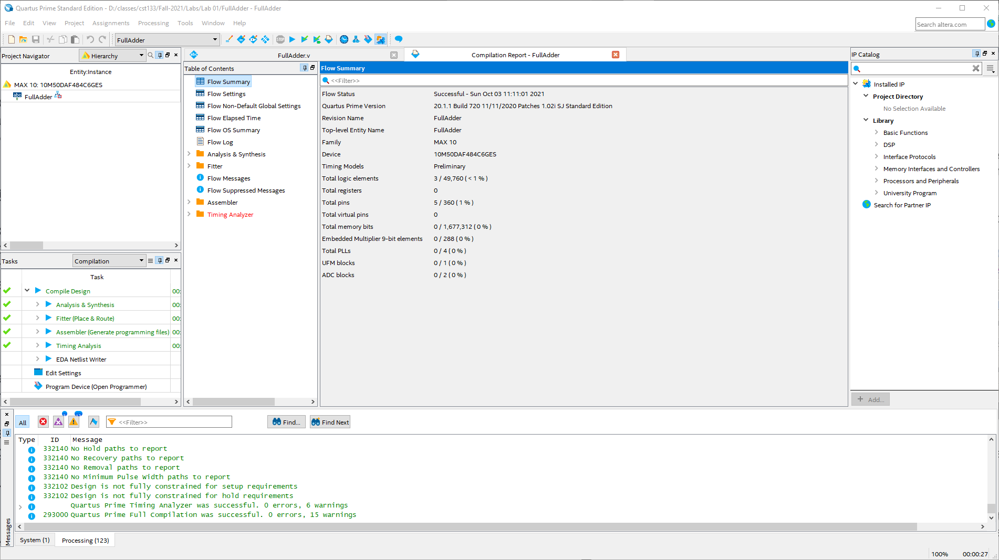 Quartus Prime Standard Edition - D:/classes/cst133/Fall-2021/Labs/Lab 01/FullAdder - FullAdder
File Edit View Project Assignments Processing Tools Window Help
Search altera.com
FullAdder
STOP
Project Navigator
Hierarchy
Entity:Instance
MAX 10: 10M50DAF484C6GES
abc FullAdder
Tasks
Compilation
Task
Compile Design 00:
Analysis & Synthesis 00:
Fitter (Place & Route) 00:
Assembler (Generate programming files) 00:
Timing Analysis 00:
EDA Netlist Writer
Edit Settings
Program Device (Open Programmer)
abc FullAdder.v
Compilation Report - FullAdder
Table of Contents
Flow Summary
Flow Settings
Flow Non-Default Global Settings
Flow Elapsed Time
Flow OS Summary
Flow Log
Analysis & Synthesis
Fitter
Flow Messages
Flow Suppressed Messages
Assembler
Timing Analyzer
Flow Summary
<<Filter>>
Flow Status Successful - Sun Oct 03 11:11:01 2021
Quartus Prime Version 20.1.1 Build 720 11/11/2020 Patches 1.02i SJ Standard Edition
Revision Name FullAdder
Top-level Entity Name FullAdder
Family MAX 10
Device 10M50DAF484C6GES
Timing Models Preliminary
Total logic elements 3 / 49,760 ( < 1 % )
Total registers 0
Total pins 5 / 360 ( 1 % )
Total virtual pins 0
Total memory bits 0 / 1,677,312 ( 0 % )
Embedded Multiplier 9-bit elements 0 / 288 ( 0 % )
Total PLLs 0 / 4 ( 0 % )
UFM blocks 0 / 1 ( 0 % )
ADC blocks 0 / 2 ( 0 % )
IP Catalog
Installed IP
Project Directory
No Selection Available
Library
Basic Functions
DSP
Interface Protocols
Memory Interfaces and Controllers
Processors and Peripherals
University Program
Search for Partner IP
+ Add...
All
<<Filter>>
Find...
Find Next
Type ID Message
332140 No Hold paths to report
332140 No Recovery paths to report
332140 No Removal paths to report
332140 No Minimum Pulse Width paths to report
332102 Design is not fully constrained for setup requirements
332102 Design is not fully constrained for hold requirements
Quartus Prime Timing Analyzer was successful. 0 errors, 6 warnings
293000 Quartus Prime Full Compilation was successful. 0 errors, 15 warnings
Messages
System (1) Processing (123)
100% 00:00:27